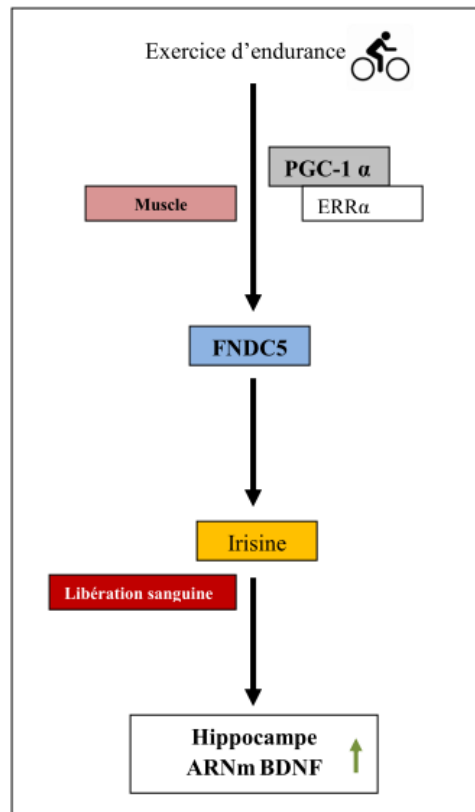 Exercice d’endurance
PGC-1 α
Muscle
ERRα
FNDC5
Irisine
Libération sanguine
Hippocampe
ARNm BDNF